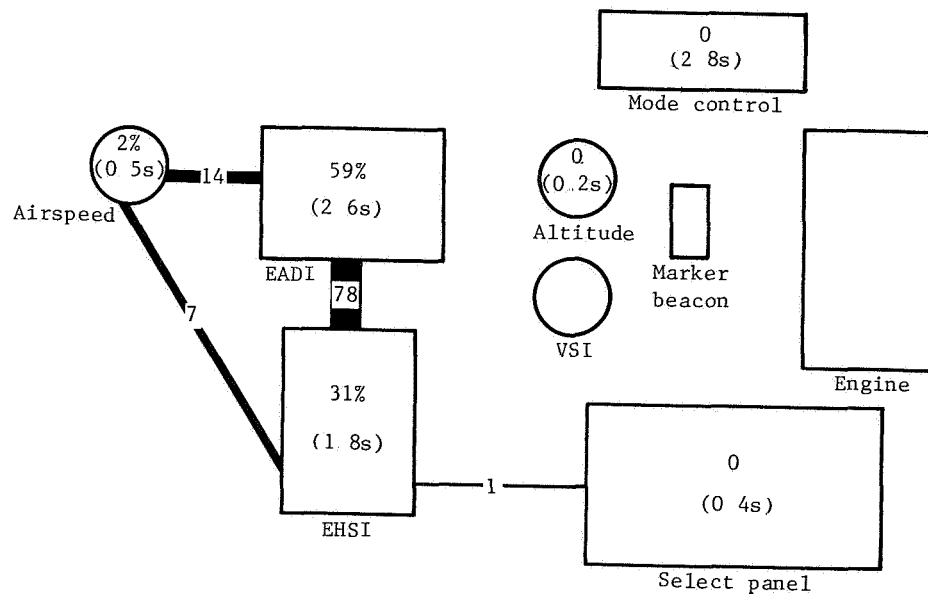 0
(2 8s)
Mode control
2%
(0 5s)
Airspeed
14
59%
(2 6s)
EADI
0
(0.2s)
Altitude
Marker
beacon
VSI
Engine
78
7
31%
(1 8s)
EHSI
1
0
(0 4s)
Select panel